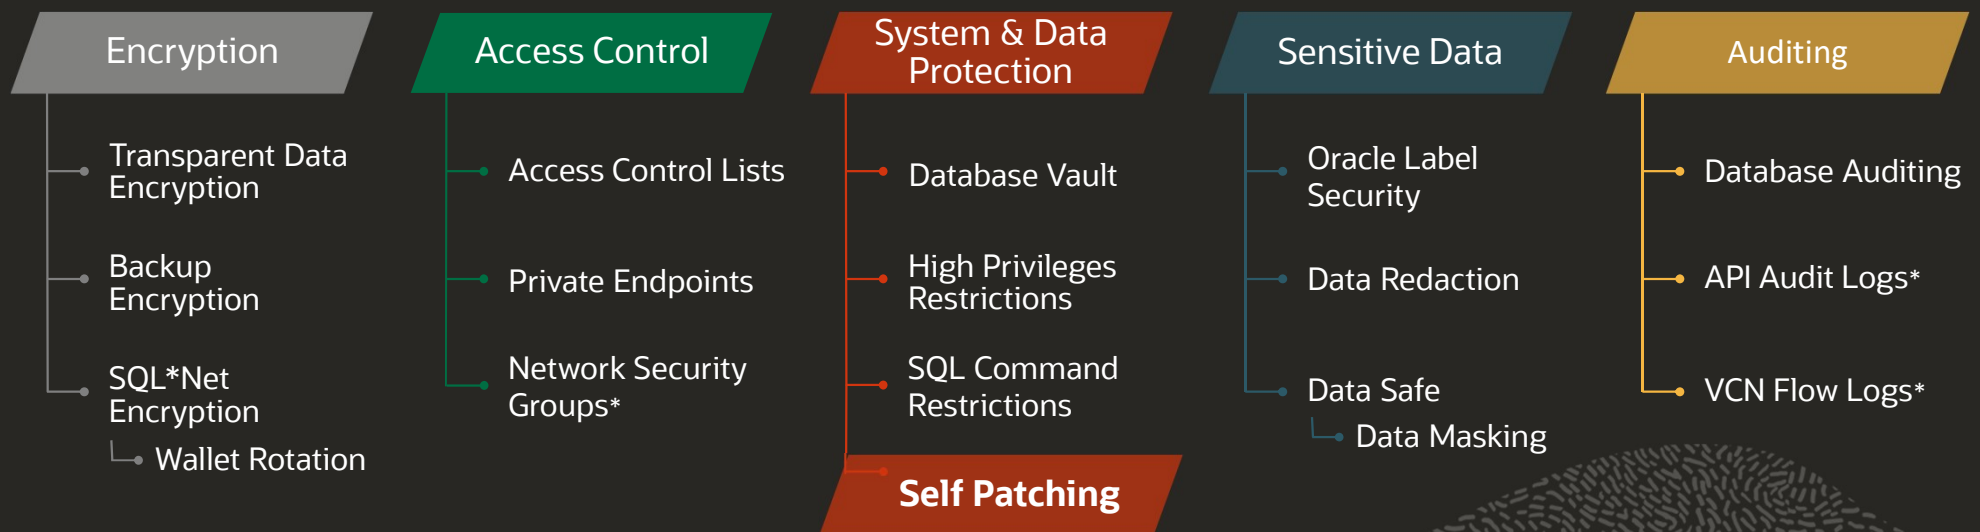 Encryption
Transparent Data
Encryption
Backup
Encryption
SQL*Net
Encryption
Wallet Rotation
Access Control
Access Control Lists
Private Endpoints
Network Security
Groups*
System & Data
Protection
Database Vault
High Privileges
Restrictions
SQL Command
Restrictions
Self Patching
Sensitive Data
Oracle Label
Security
Data Redaction
Data Safe
Data Masking
Auditing
Database Auditing
API Audit Logs*
VCN Flow Logs*